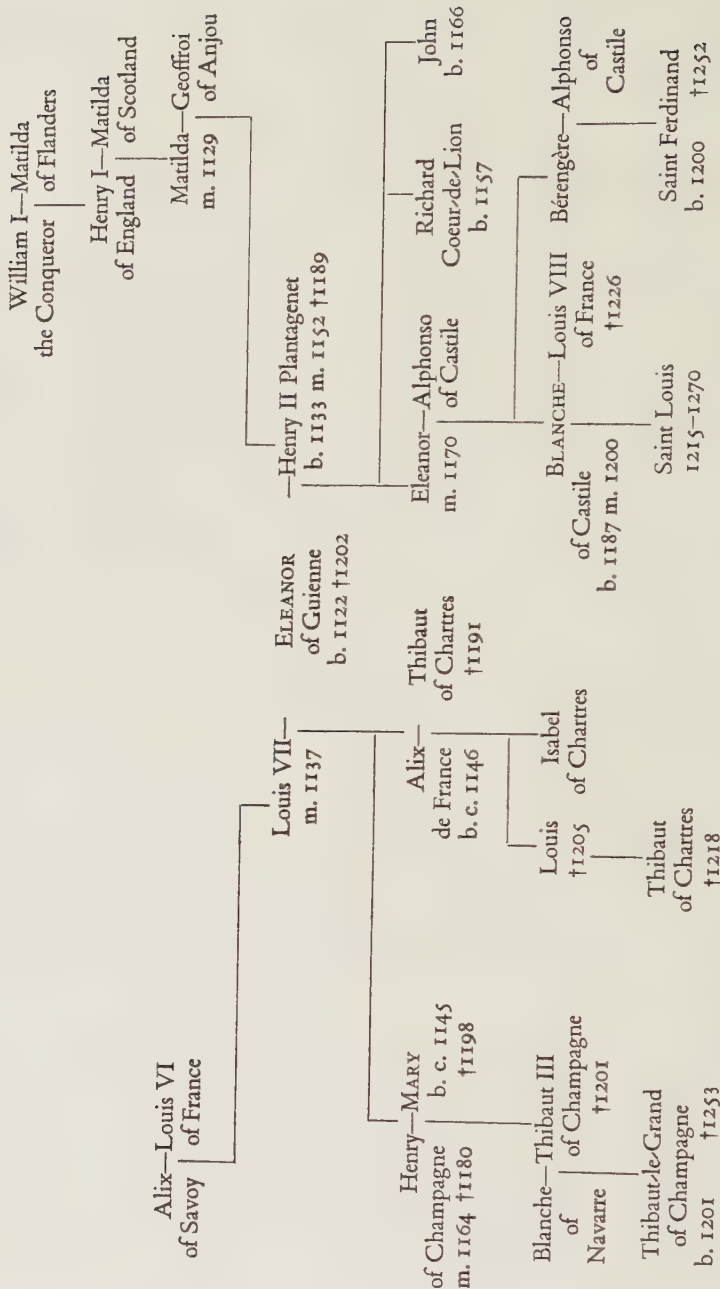 Alix—Louis VI
of Savoy of France
William I—Matilda
the Conqueror of Flanders
Henry I—Matilda
of England of Scotland
Matilda—Geoffroi
m. 1129 of Anjou
Louis VII—
m. 1137
ELEANOR
of Guienne
b. 1122 †1202
—Henry II Plantagenet
b. 1133 m. 1152 †1189
Henry—MARY
of Champagne b. c. 1145
m. 1164 †1180 †1198
Alix—
de France
b. c. 1146
Thibaut
of Chartres
†1191
Eleanor—Alphonso
m. 1170 of Castile
Richard
Coeur-de-Lion
b. 1157
John
b. 1166
Blanche—Thibaut III
of of Champagne
Navarre †1201
Louis
†1205
Isabel
of Chartres
BLANCHE—Louis VIII
of Castile of France
b. 1187 m. 1200 †1226
Bérengère—Alphonso
of
Castile
Thibaut-le-Grand
of Champagne
b. 1201 †1253
Thibaut
of Chartres
†1218
Saint Louis
1215–1270
Saint Ferdinand
b. 1200 †1252